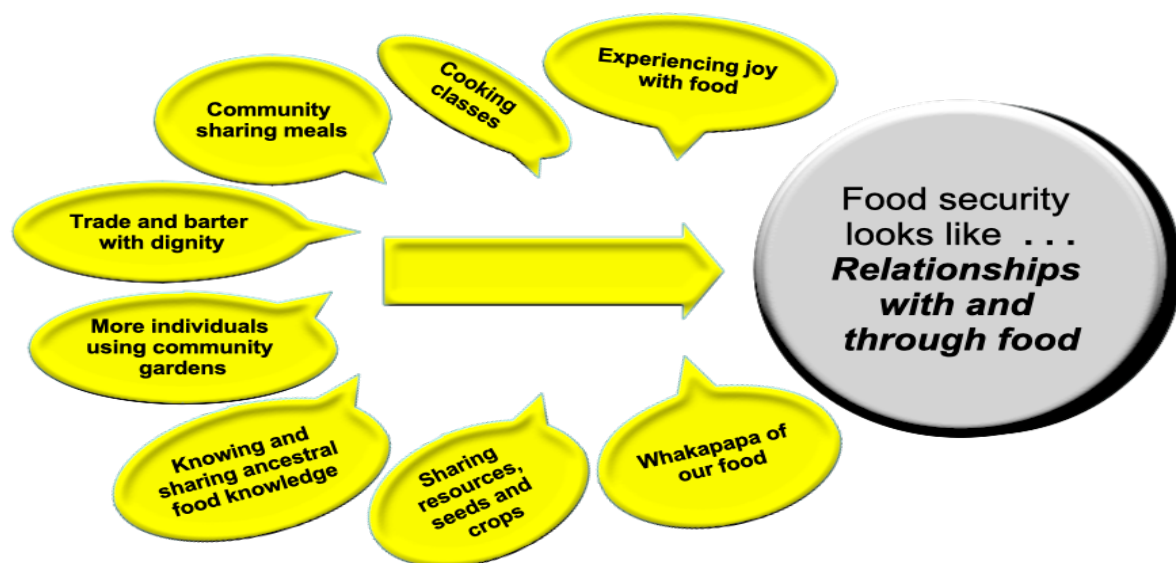 Experiencing joy
with food
Cooking
classes
Community
sharing meals
Trade and barter
with dignity
More individuals
using community
gardens
Knowing and
sharing ancestral
food knowledge
Sharing
resources,
seeds and
crops
Whakapapa of
our food
Food security
looks like . . .
Relationships
with and
through food